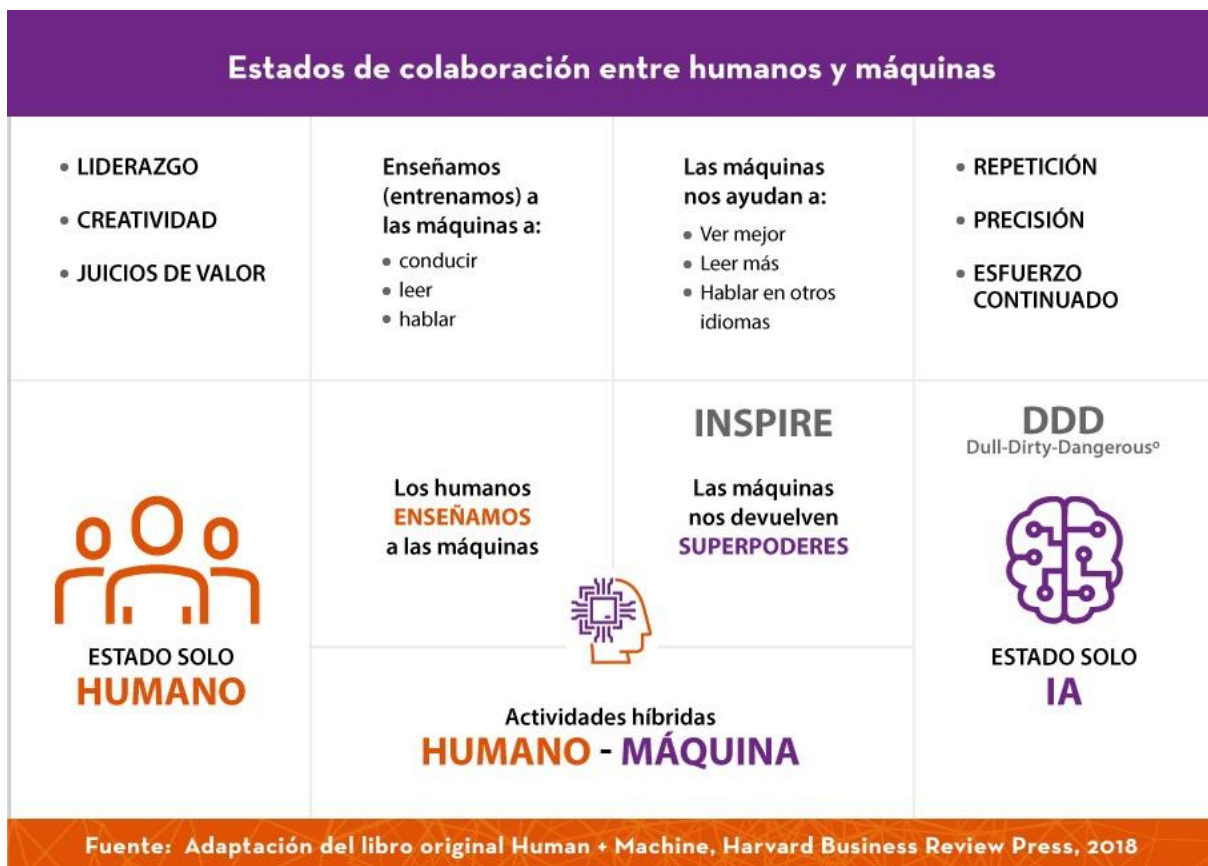 Estados de colaboración entre humanos y máquinas
• LIDERAZGO
• CREATIVIDAD
• JUICIOS DE VALOR
Enseñamos
(entrenamos) a
las máquinas a:
• conducir
• leer
• hablar
Las máquinas
nos ayudan a:
• Ver mejor
• Leer más
• Hablar en otros
idiomas
• REPETICIÓN
• PRECISIÓN
• ESFUERZO
CONTINUADO
ESTADO SOLO
HUMANO
Los humanos
ENSEÑAMOS
a las máquinas
INSPIRE
Las máquinas
nos devuelven
SUPERPODERES
Actividades híbridas
HUMANO - MÁQUINA
DDD
Dull-Dirty-Dangerousº
ESTADO SOLO
IA
Fuente: Adaptación del libro original Human + Machine, Harvard Business Review Press, 2018